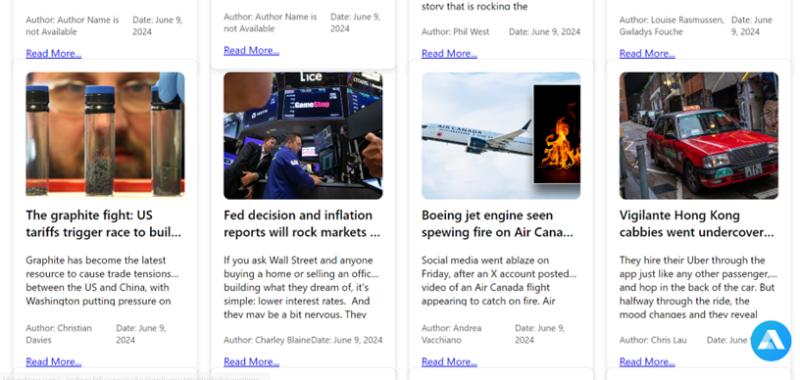 Author: Author Name is
not Available
Date: June 9,
2024
Read More...
Author: Author Name is
not Available
Date: June 9,
2024
Read More...
story that is rocking the
Author: Phil West
Date: June 9, 2024
Read More...
Author: Louise Rasmussen,
Gwladys Fouche
Date: June
9, 2024
Read More...
The graphite fight: US
tariffs trigger race to buil...
Graphite has become the latest
resource to cause trade tensions...
between the US and China, with
Washington putting pressure on
Author: Christian
Davies
Date: June 9,
2024
Read More...
GameStop
Fed decision and inflation
reports will rock markets ...
If you ask Wall Street and anyone
buying a home or selling an offic...
building what they dream of, it's
simple: lower interest rates. And
they may be a bit nervous. They
Author: Charley Blaine
Date: June 9, 2024
Read More...
AIR CANADA
Boeing jet engine seen
spewing fire on Air Cana...
Social media went ablaze on
Friday, after an X account posted...
video of an Air Canada flight
appearing to catch on fire. Air
Author: Andrea
Vacchiano
Date: June 9,
2024
Read More...
Vigilante Hong Kong
cabbies went undercover...
They hire their Uber through the
app just like any other passenger,...
and hop in the back of the car. But
halfway through the ride, the
mood changes and they reveal
Author: Chris Lau
Date: June
Read More...